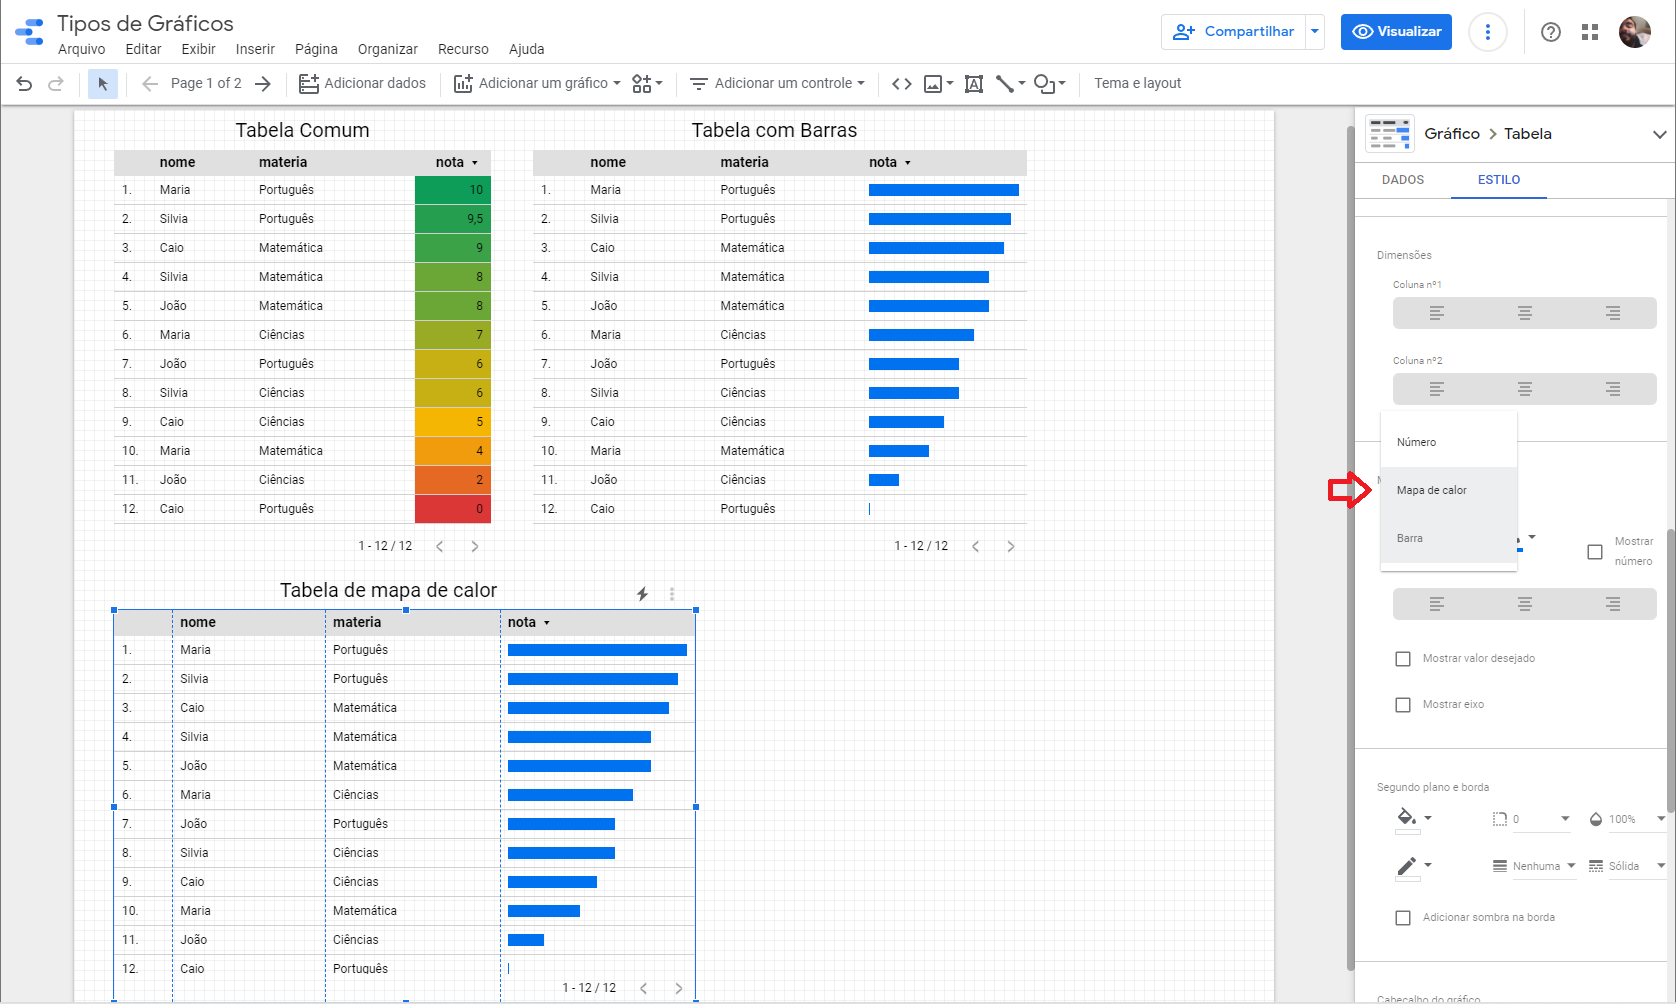 Tipos de Gráficos
Arquivo Editar Exibir Inserir Página Organizar Recurso Ajuda
Compartilhar
Visualizar
Page 1 of 2
Adicionar dados
Adicionar um gráfico
Adicionar um controle
Tema e layout
Tabela Comum
nome materia nota
1. Maria Português 10
2. Silvia Português 9,5
3. Caio Matemática 9
4. Silvia Matemática 8
5. João Matemática 8
6. Maria Ciências 7
7. João Português 6
8. Silvia Ciências 6
9. Caio Ciências 5
10. Maria Matemática 4
11. João Ciências 2
12. Caio Português 0
1 - 12 / 12
Tabela com Barras
nome materia nota
1. Maria Português
2. Silvia Português
3. Caio Matemática
4. Silvia Matemática
5. João Matemática
6. Maria Ciências
7. João Português
8. Silvia Ciências
9. Caio Ciências
10. Maria Matemática
11. João Ciências
12. Caio Português
1 - 12 / 12
Tabela de mapa de calor
nome materia nota
1. Maria Português
2. Silvia Português
3. Caio Matemática
4. Silvia Matemática
5. João Matemática
6. Maria Ciências
7. João Português
8. Silvia Ciências
9. Caio Ciências
10. Maria Matemática
11. João Ciências
12. Caio Português
1 - 12 / 12
Gráfico > Tabela
DADOS ESTILO
Dimensões
Coluna nº1
Coluna nº2
Número
Mapa de calor
Barra
Mostrar
número
Mostrar valor desejado
Mostrar eixo
Segundo plano e borda
0 100%
Nenhuma Sólida
Adicionar sombra na borda
Cabeçalho do gráfico